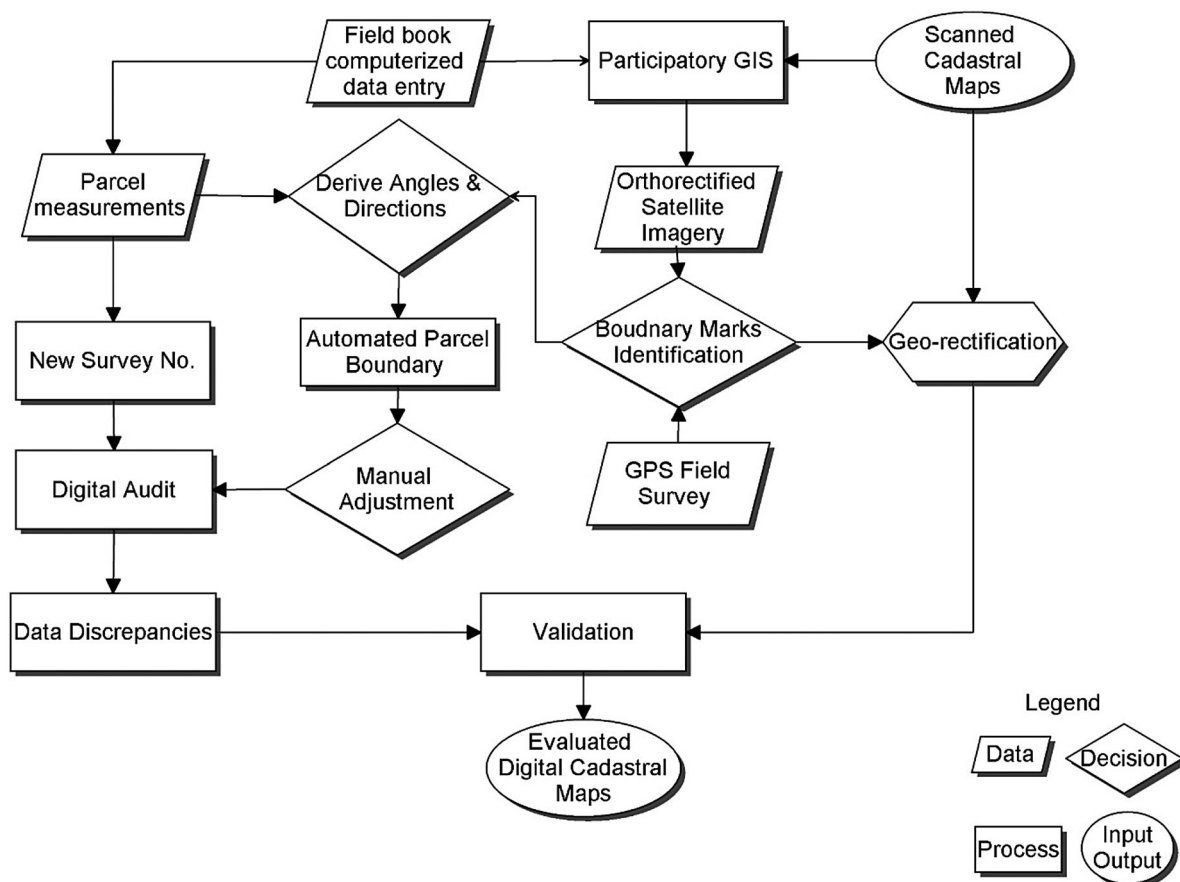 Field book
computerized
data entry
Participatory GIS
Scanned
Cadastral
Maps
Parcel
measurements
Derive Angles &
Directions
Orthorectified
Satellite
Imagery
New Survey No.
Automated Parcel
Boundary
Boudnary Marks
Identification
Geo-rectification
Digital Audit
Manual
Adjustment
GPS Field
Survey
Data Discrepancies
Validation
Evaluated
Digital Cadastral
Maps
Legend
Data
Decision
Process
Input
Output